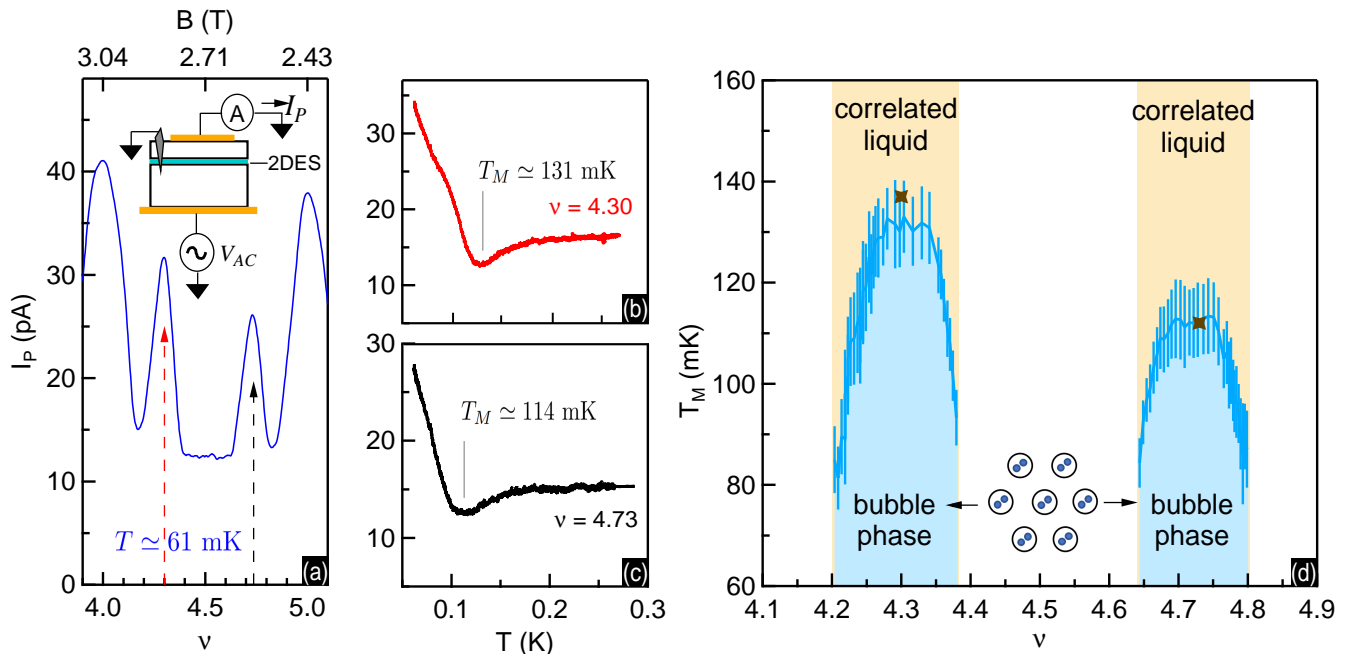 B (T)
3.04 2.71 2.43
A
I_P
2DES
V_AC
I_P (pA)
40
30
20
10
0
T ≃ 61 mK
(a)
4.0 4.5 5.0
ν
30
20
10
T_M ≃ 131 mK
ν = 4.30
(b)
30
20
10
T_M ≃ 114 mK
ν = 4.73
(c)
0.1 0.2 0.3
T (K)
T_M (mK)
160
140
120
100
80
60
correlated
liquid
correlated
liquid
bubble
phase
bubble
phase
(d)
4.1 4.2 4.3 4.4 4.5 4.6 4.7 4.8 4.9
ν